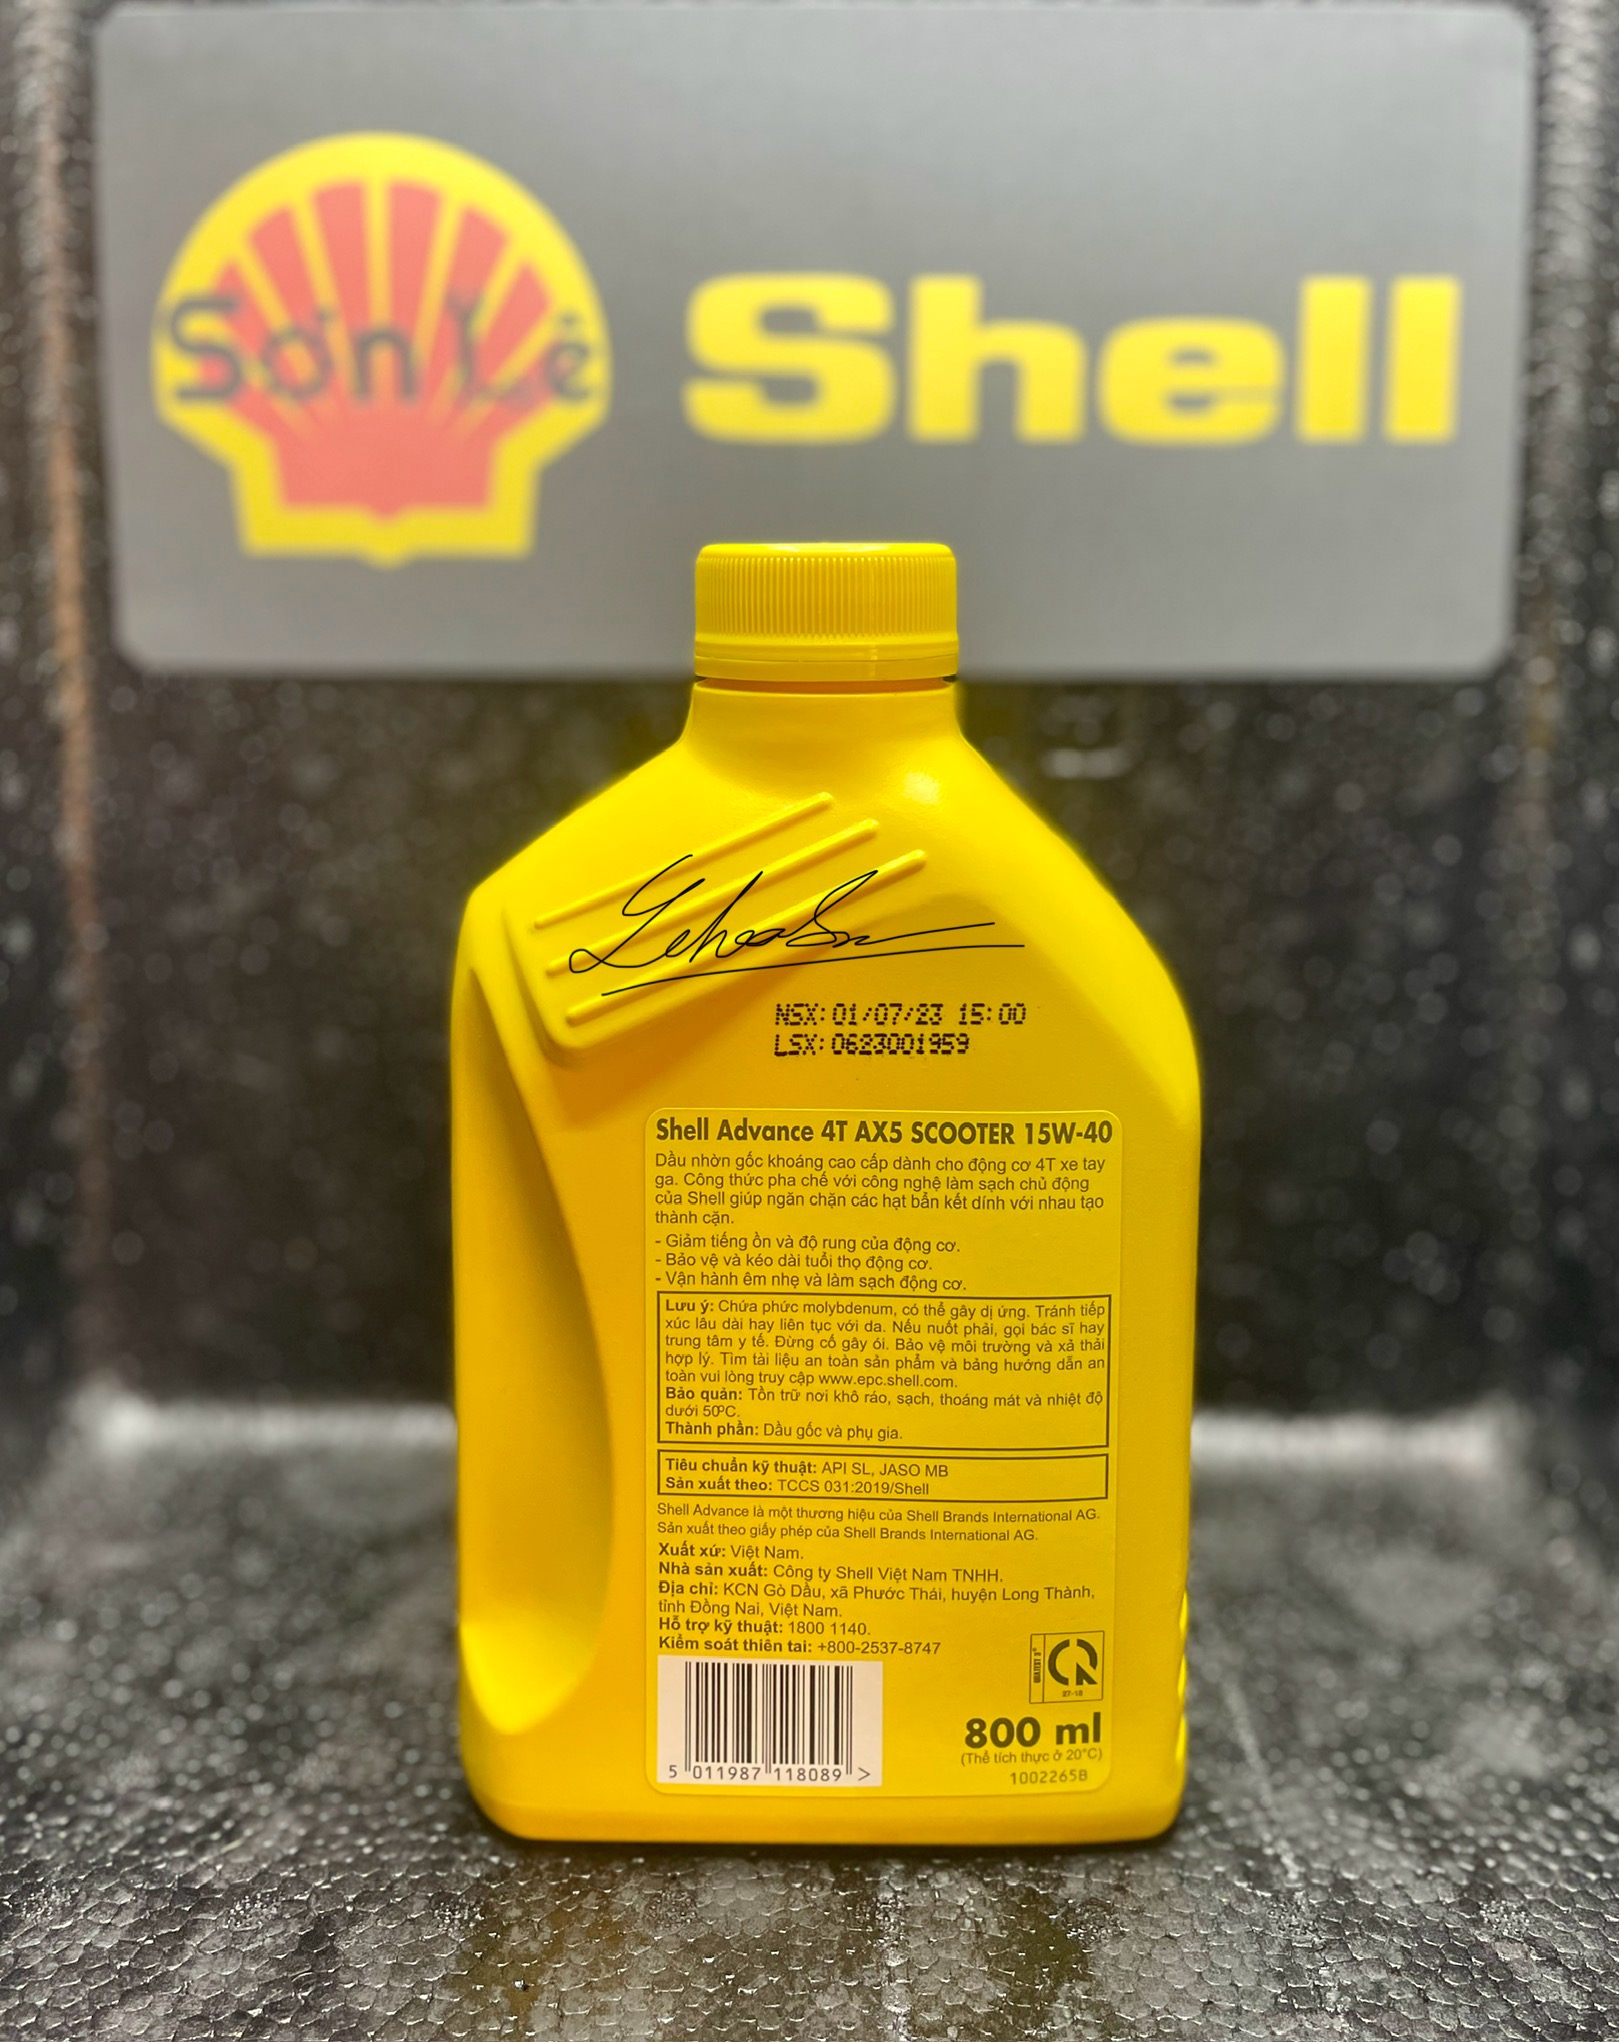 Sơn Lê
Shell
NSX: 01/07/23 15:00
LSX: 0623001959
Shell Advance 4T AX5 SCOOTER 15W-40
Dầu nhờn gốc khoáng cao cấp dành cho động cơ 4T xe tay
ga. Công thức pha chế với công nghệ làm sạch chủ động
của Shell giúp ngăn chặn các hạt bẩn kết dính với nhau tạo
thành cặn.
- Giảm tiếng ồn và độ rung của động cơ.
- Bảo vệ và kéo dài tuổi thọ động cơ.
- Vận hành êm nhẹ và làm sạch động cơ.
Lưu ý: Chứa phức molybdenum, có thể gây dị ứng. Tránh tiếp
xúc lâu dài hay liên tục với da. Nếu nuốt phải, gọi bác sĩ hay
trung tâm y tế. Đừng cố gây ói. Bảo vệ môi trường và xả thải
hợp lý. Tìm tài liệu an toàn sản phẩm và bảng hướng dẫn an
toàn vui lòng truy cập www.epc.shell.com.
Bảo quản: Tồn trữ nơi khô ráo, sạch, thoáng mát và nhiệt độ
dưới 50ºC.
Thành phần: Dầu gốc và phụ gia.
Tiêu chuẩn kỹ thuật: API SL, JASO MB
Sản xuất theo: TCCS 031:2019/Shell
Shell Advance là một thương hiệu của Shell Brands International AG.
Sản xuất theo giấy phép của Shell Brands International AG.
Xuất xứ: Việt Nam.
Nhà sản xuất: Công ty Shell Việt Nam TNHH.
Địa chỉ: KCN Gò Dầu, xã Phước Thái, huyện Long Thành,
tỉnh Đồng Nai, Việt Nam.
Hỗ trợ kỹ thuật: 1800 1140.
Kiểm soát thiên tai: +800-2537-8747
QUATEST 3
27-18
800 ml
(Thể tích thực ở 20°C)
5 011987 118089 >
1002265B